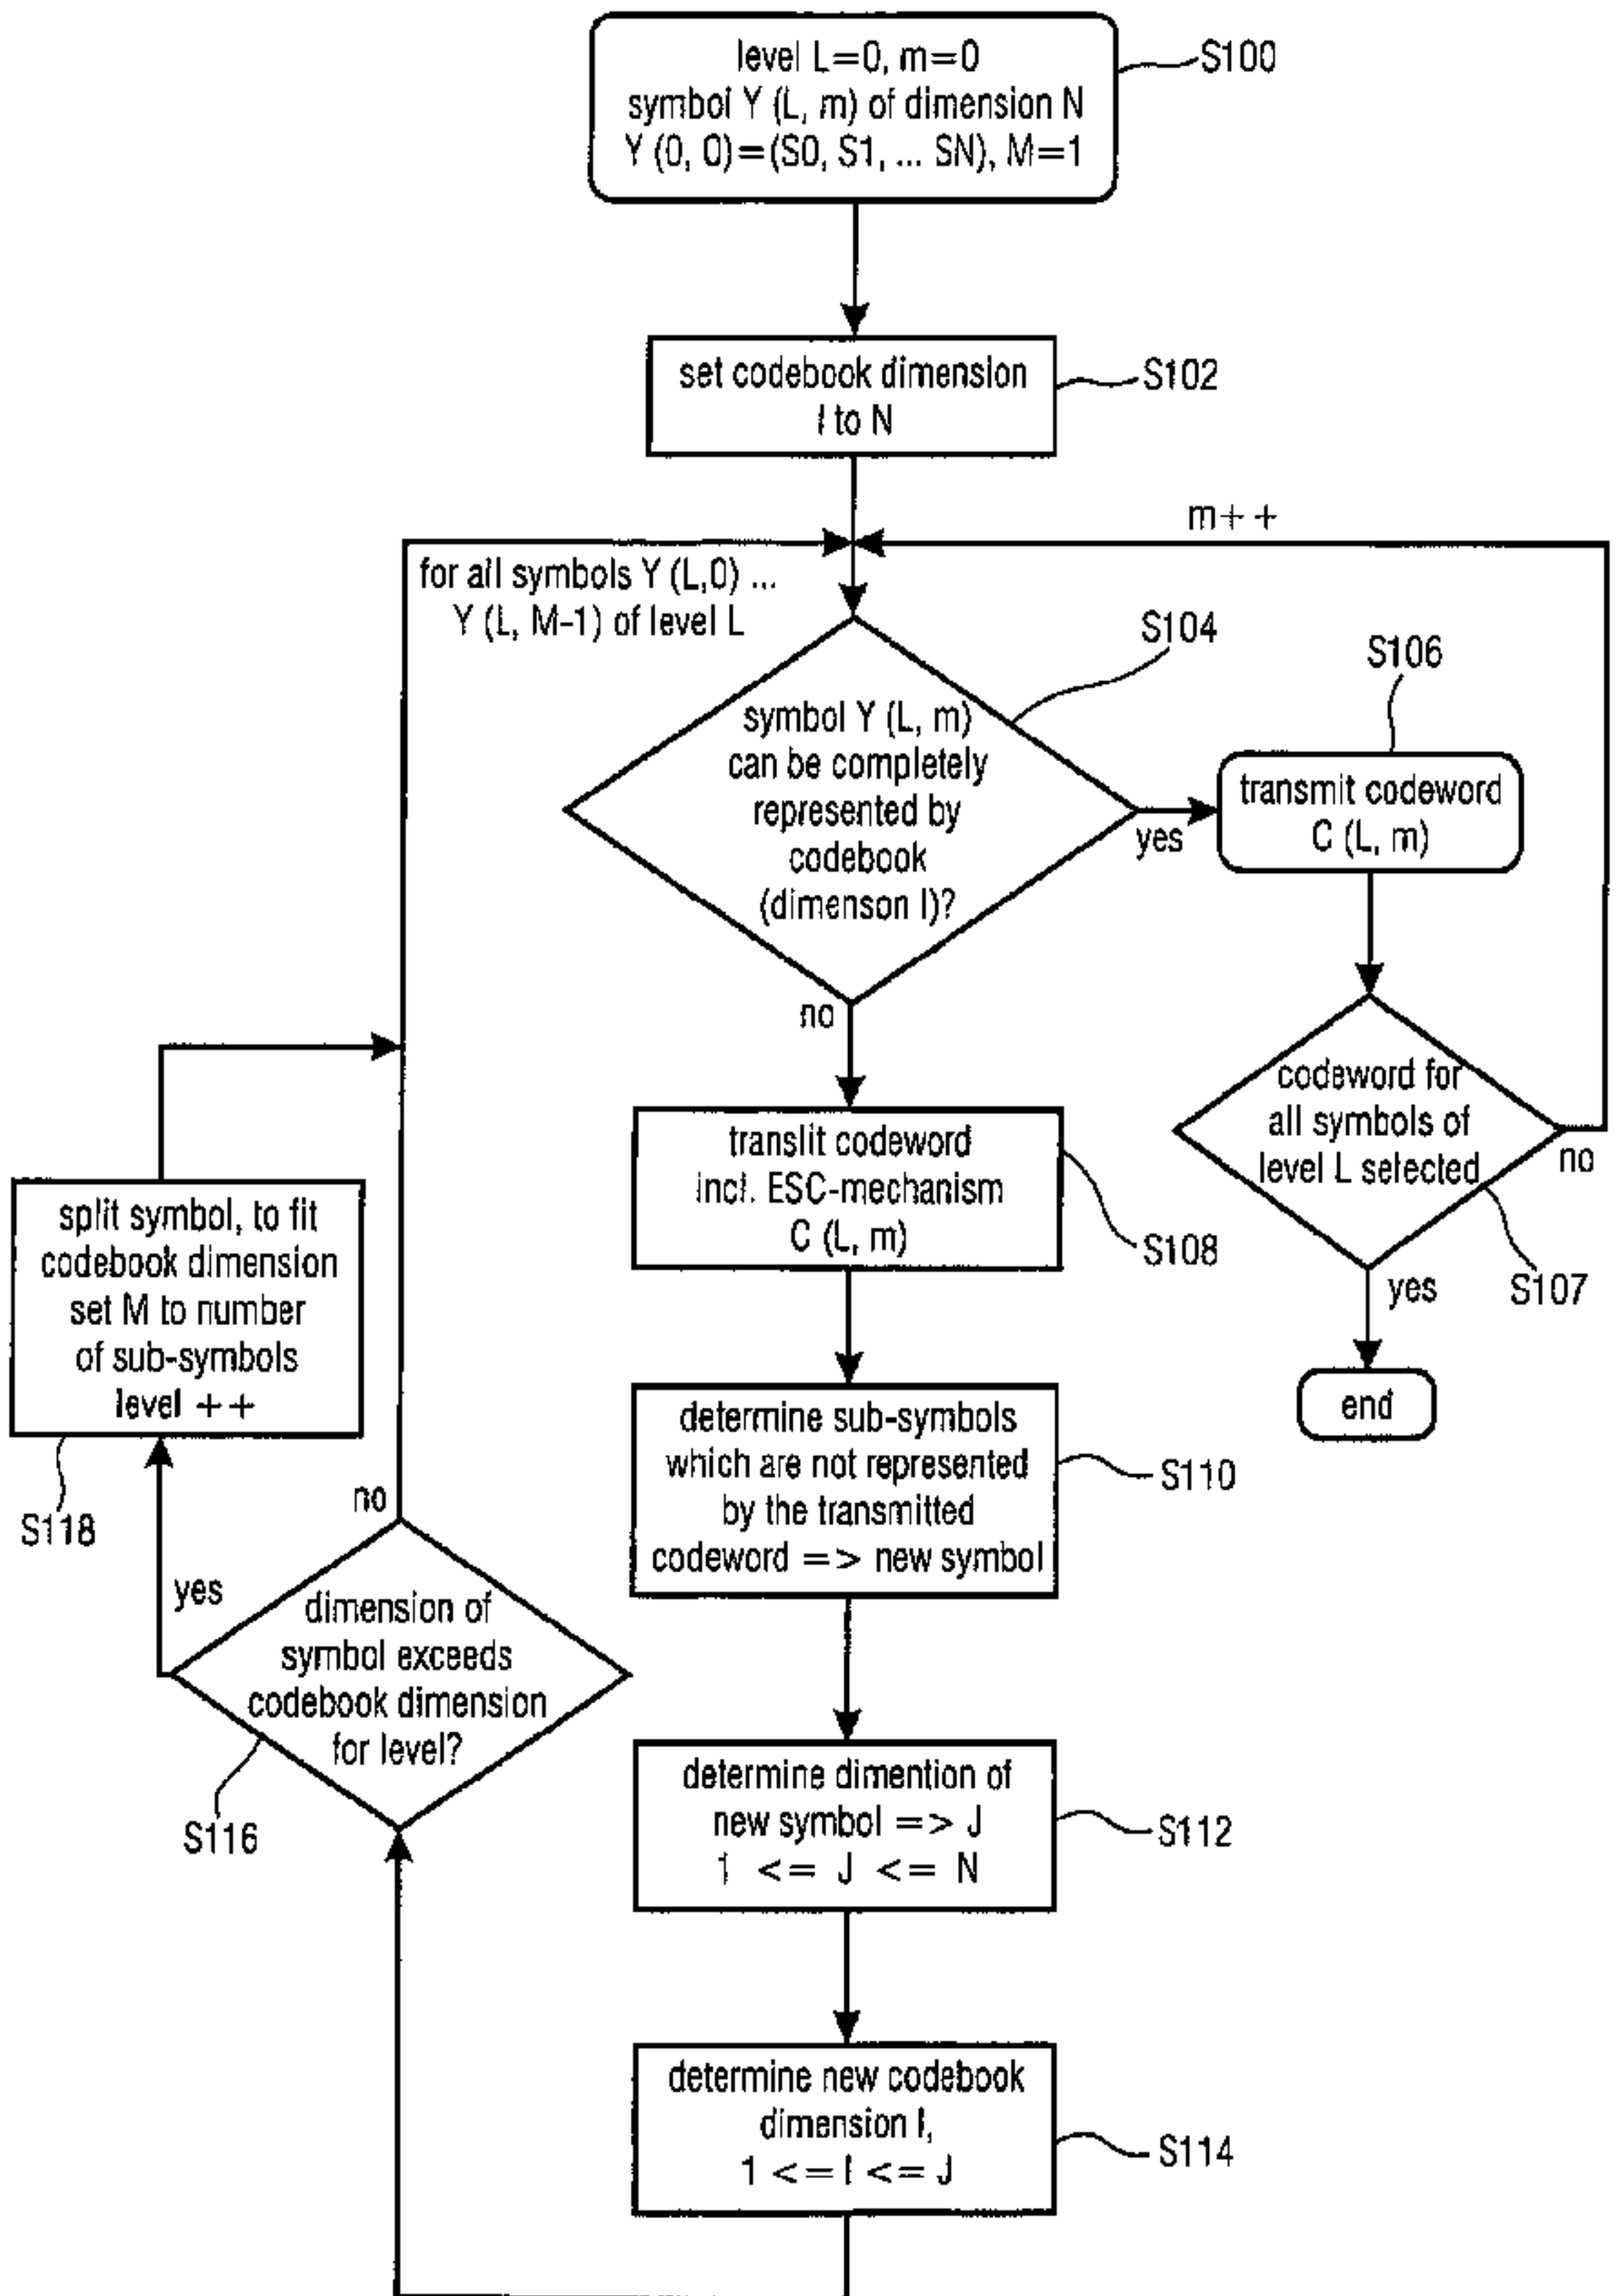 level L=0, m=0
symbol Y (L, m) of dimension N
Y (0, 0)=(S0, S1, ... SN), M=1
S100
set codebook dimension
I to N
S102
m++
for all symbols Y (L,0) ...
Y (L, M-1) of level L
S104
symbol Y (L, m)
can be completely
represented by
codebook
(dimenson I)?
yes
no
S106
transmit codeword
C (L, m)
codeword for
all symbols of
level L selected
no
yes
S107
end
translit codeword
incl. ESC-mechanism
C (L, m)
S108
determine sub-symbols
which are not represented
by the transmitted
codeword => new symbol
S110
determine dimention of
new symbol => J
1 <= J <= N
S112
determine new codebook
dimension I,
1 <= I <= J
S114
dimension of
symbol exceeds
codebook dimension
for level?
no
yes
S116
split symbol, to fit
codebook dimension
set M to number
of sub-symbols
level ++
S118